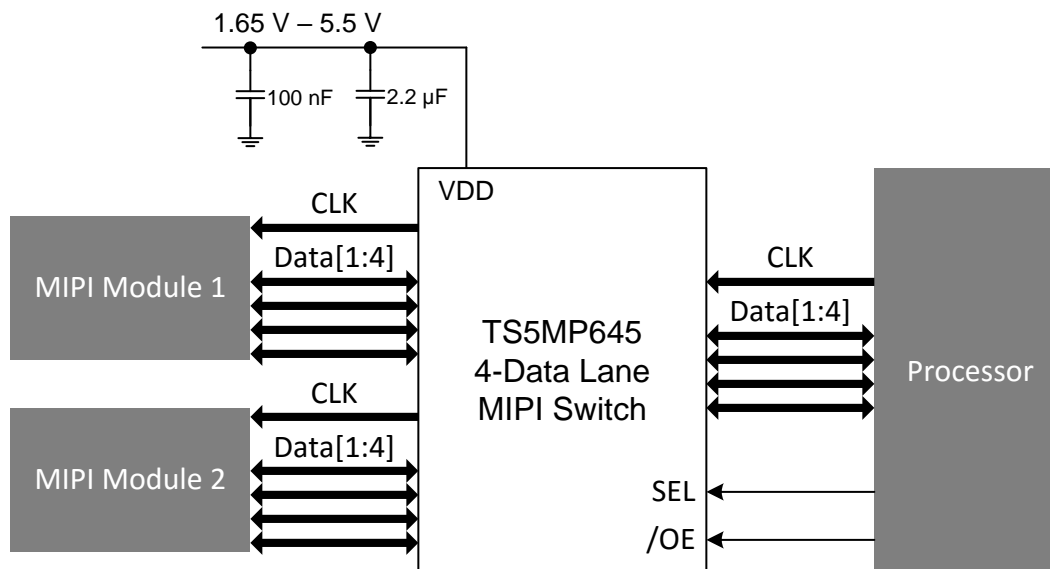 1.65 V – 5.5 V
100 nF
2.2 µF
VDD
CLK
Data[1:4]
MIPI Module 1
CLK
Data[1:4]
MIPI Module 2
TS5MP645
4-Data Lane
MIPI Switch
CLK
Data[1:4]
Processor
SEL
/OE